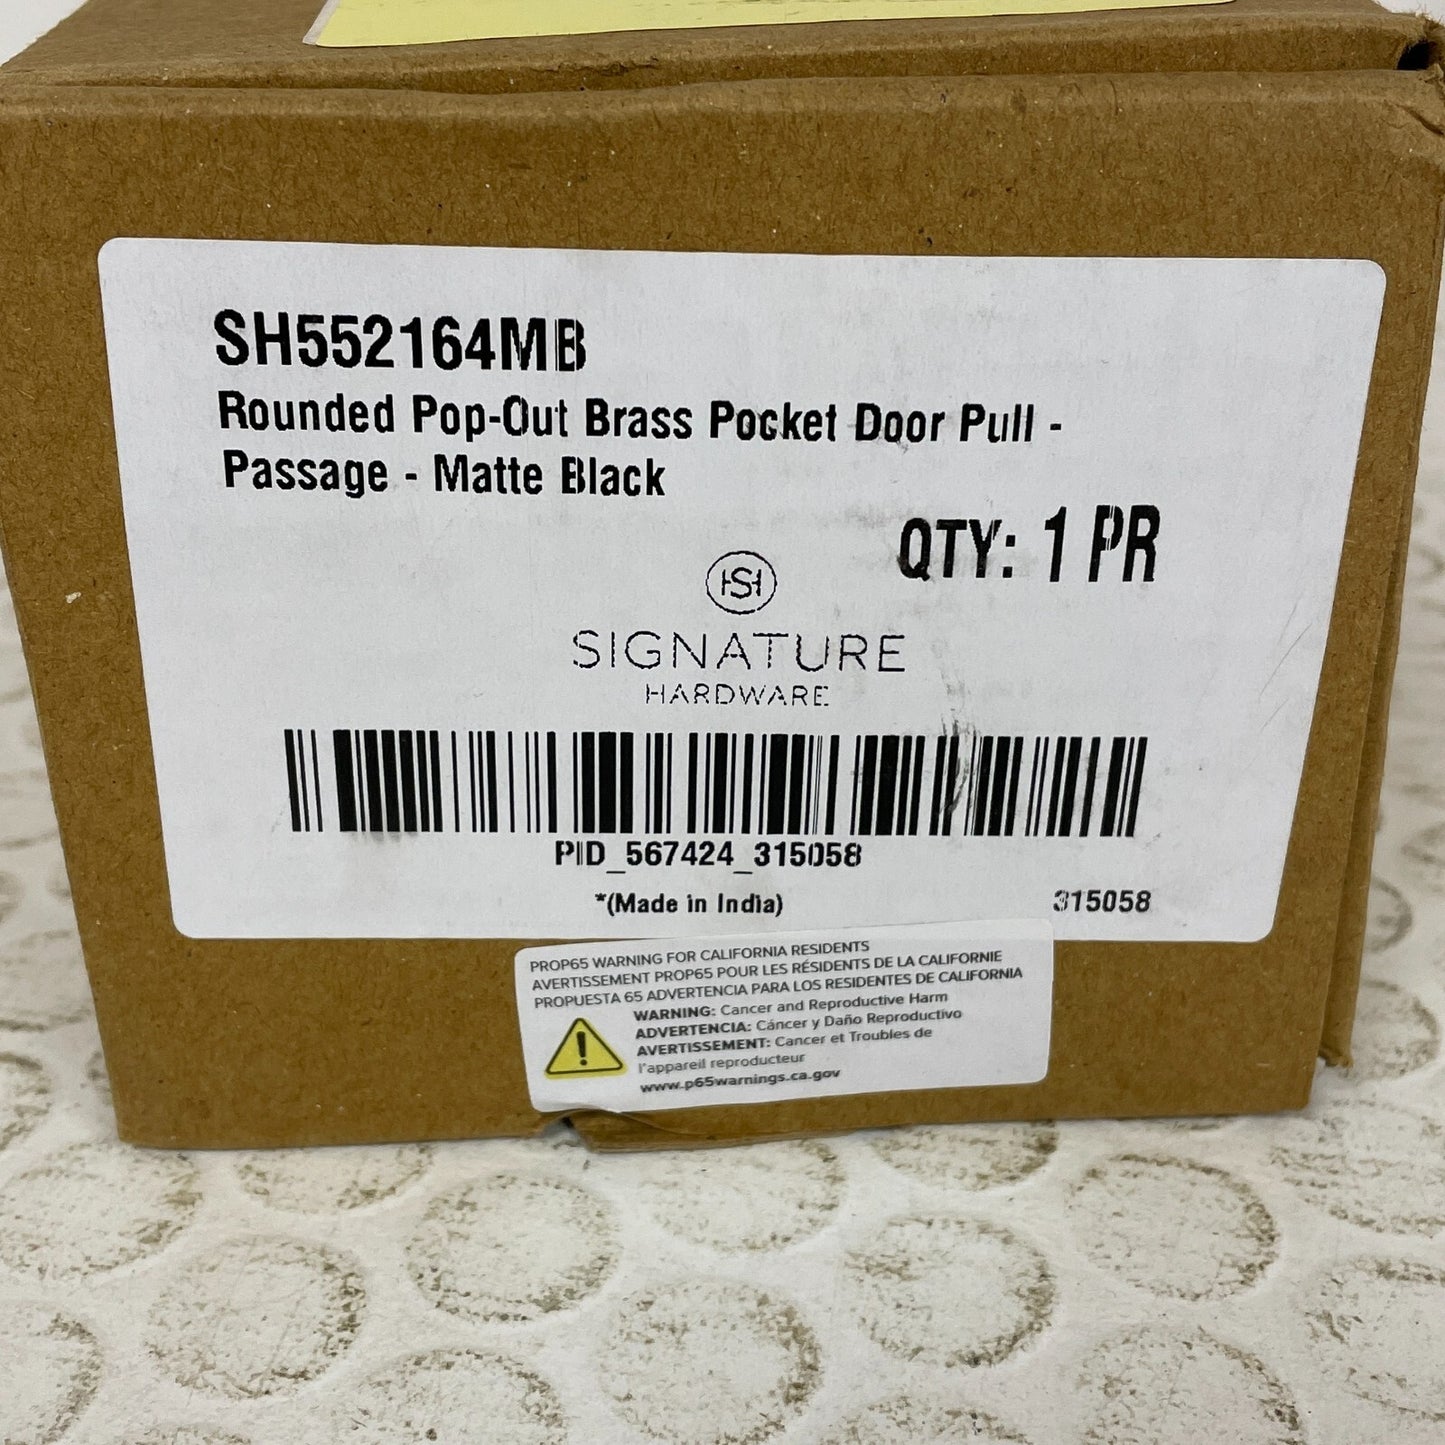 SH552164MB
Rounded Pop-Out Brass Pocket Door Pull -
Passage - Matte Black
QTY: 1 PR
SH
SIGNATURE
HARDWARE
PID_567424_315058
*(Made in India)
315058
PROP65 WARNING FOR CALIFORNIA RESIDENTS
AVERTISSEMENT PROP65 POUR LES RÉSIDENTS DE LA CALIFORNIE
PROPUESTA 65 ADVERTENCIA PARA LOS RESIDENTES DE CALIFORNIA
WARNING: Cancer and Reproductive Harm
ADVERTENCIA: Cáncer y Daño Reproductivo
AVERTISSEMENT: Cancer et Troubles de
l'appareil reproducteur
www.p65warnings.ca.gov